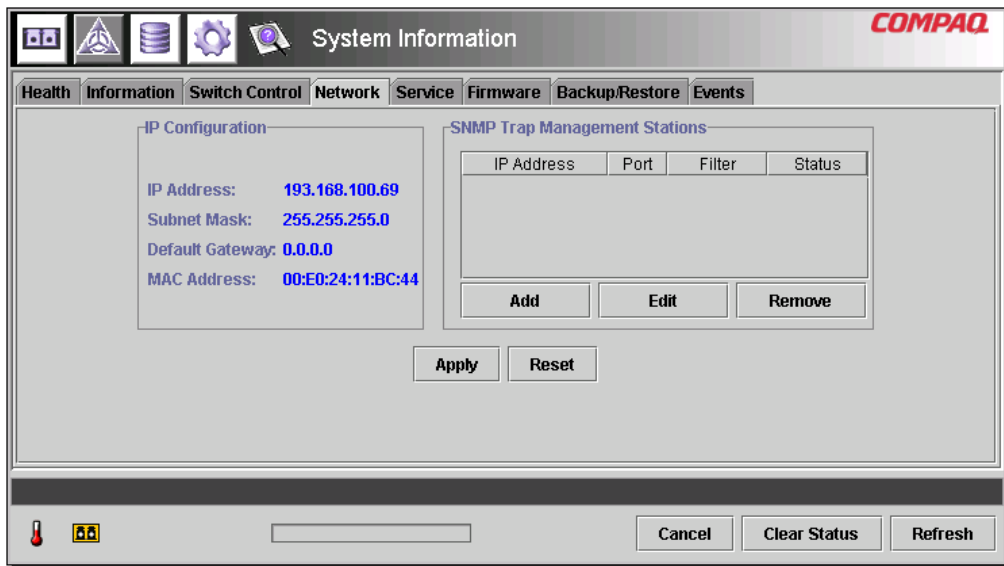 System Information
COMPAQ
Health Information Switch Control Network Service Firmware Backup/Restore Events
IP Configuration
IP Address: 193.168.100.69
Subnet Mask: 255.255.255.0
Default Gateway: 0.0.0.0
MAC Address: 00:E0:24:11:BC:44
SNMP Trap Management Stations
IP Address Port Filter Status
Add Edit Remove
Apply Reset
Cancel Clear Status Refresh